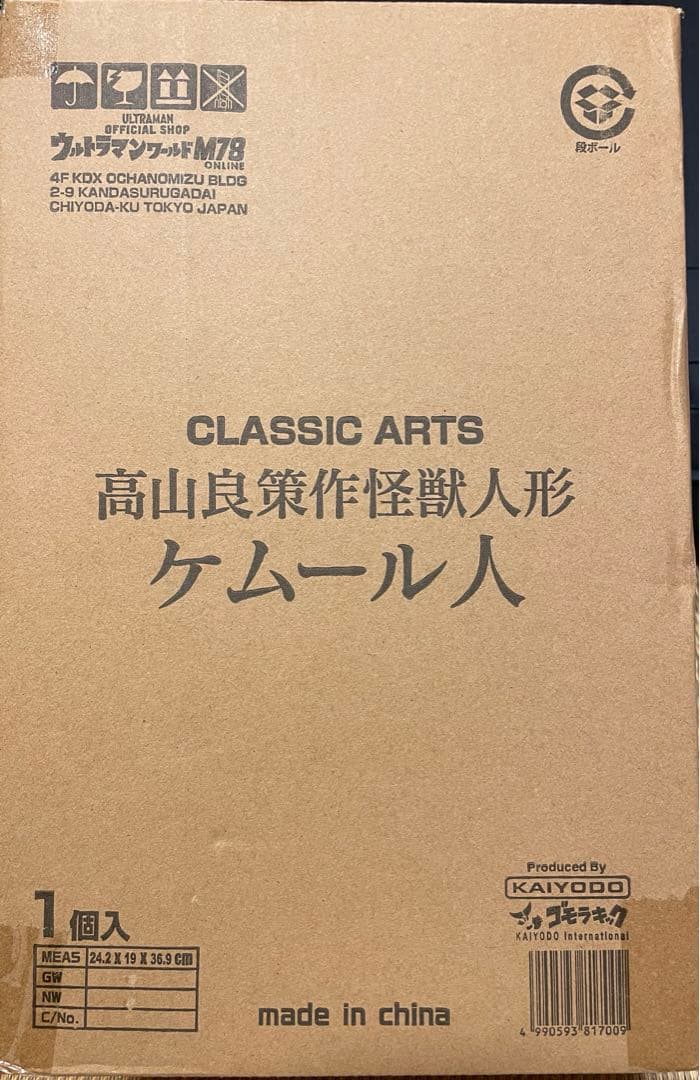 ULTRAMAN
OFFICIAL SHOP
ウルトラマンワールドM78
ONLINE
4F KDX OCHANOMIZU BLDG
2-9 KANDASURUGADAI
CHIYODA-KU TOKYO JAPAN
段ボール
CLASSIC ARTS
高山良策作怪獣人形
ケムール人
1個入
MEAS 24.2 X 19 X 36.9 cm
GW
NW
C/No.
made in china
Produced By
KAIYODO
ゴモラキック
KAIYODO International
4 990593 817009